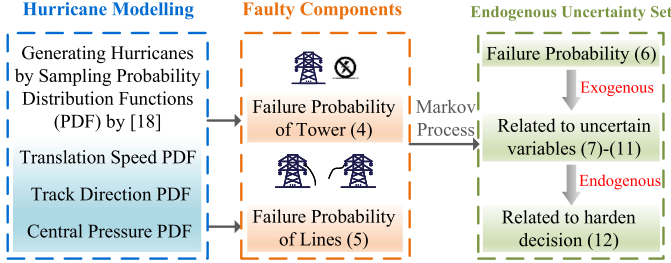 Hurricane Modelling
Generating Hurricanes
by Sampling Probability
Distribution Functions
(PDF) by [18]
Translation Speed PDF
Track Direction PDF
Central Pressure PDF
Faulty Components
Failure Probability
of Tower (4)
Failure Probability
of Lines (5)
Markov
Process
Endogenous Uncertainty Set
Failure Probability (6)
Exogenous
Related to uncertain
variables (7)-(11)
Endogenous
Related to harden
decision (12)